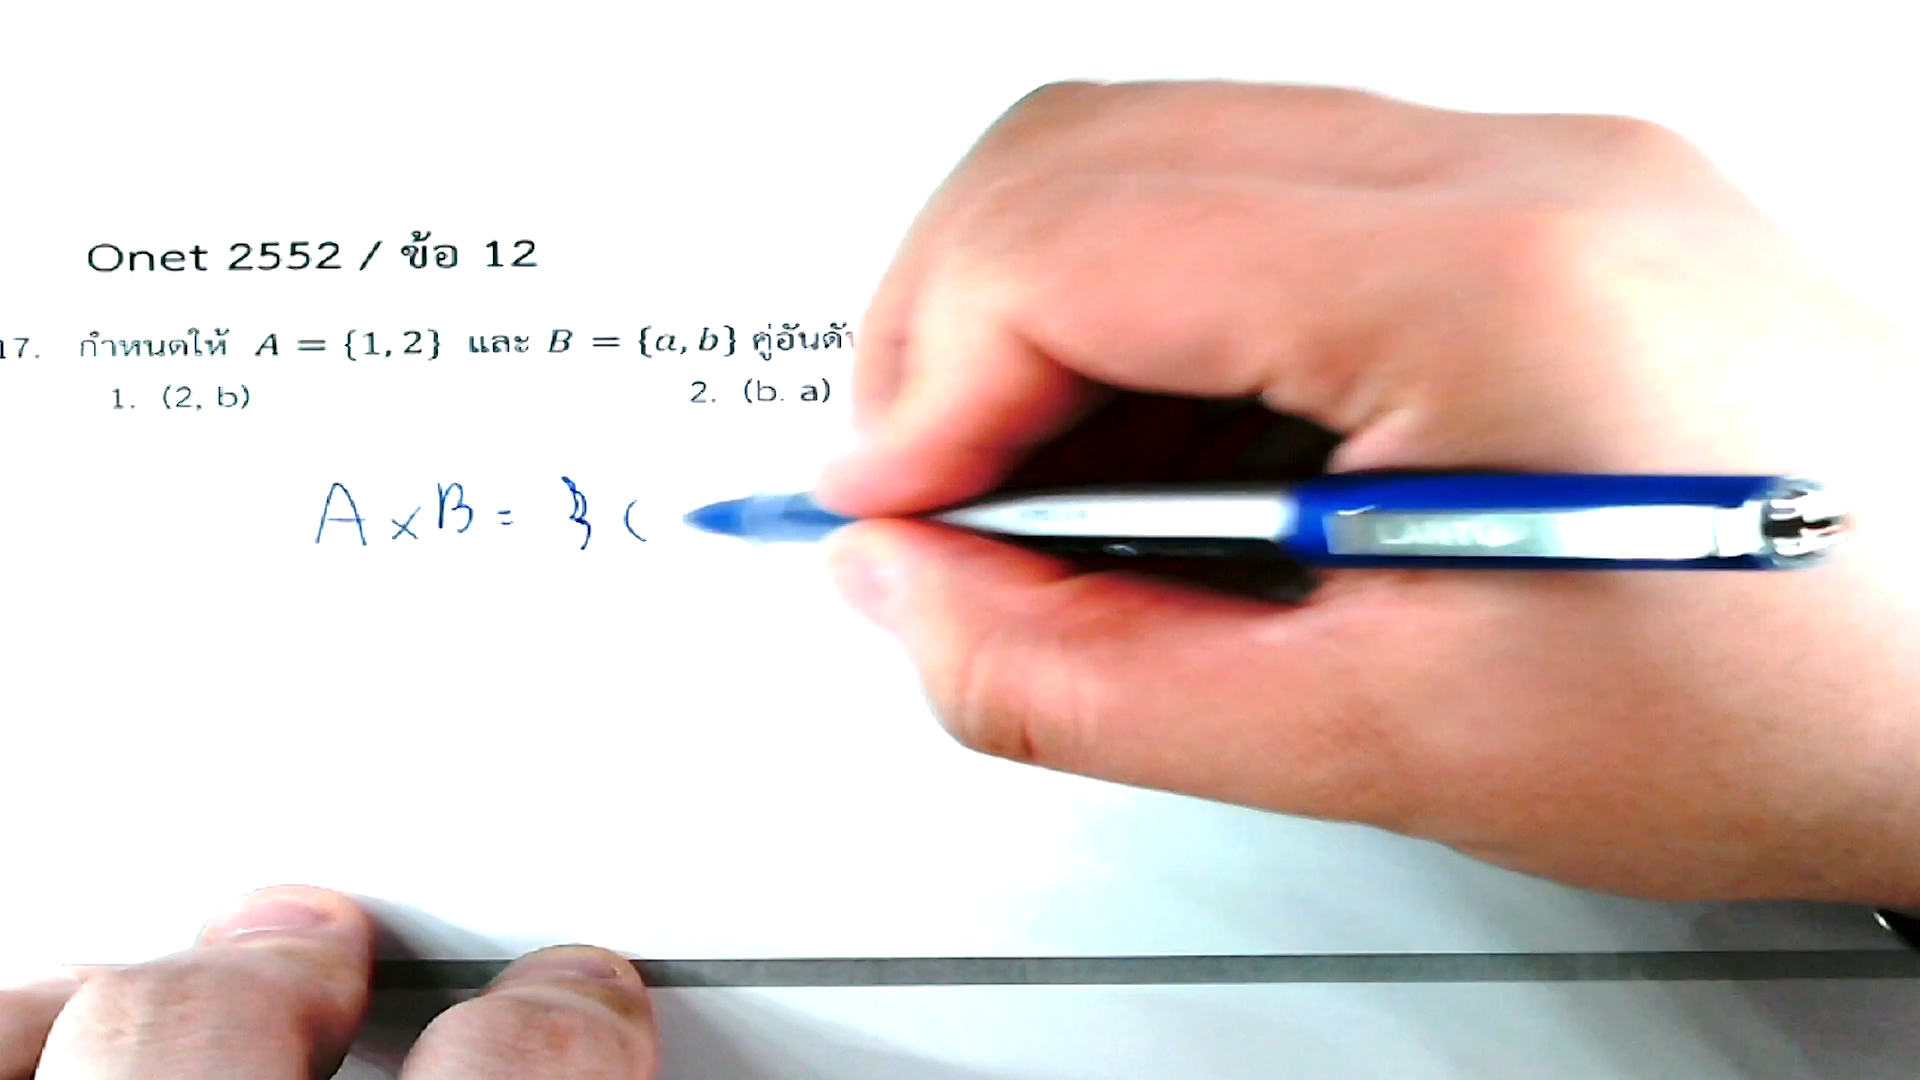 Onet 2552 / ข้อ 12
17. กำหนดให้ A = {1, 2} และ B = {a, b} คู่อันดับ
1. (2, b) 2. (b. a)
A × B = { (